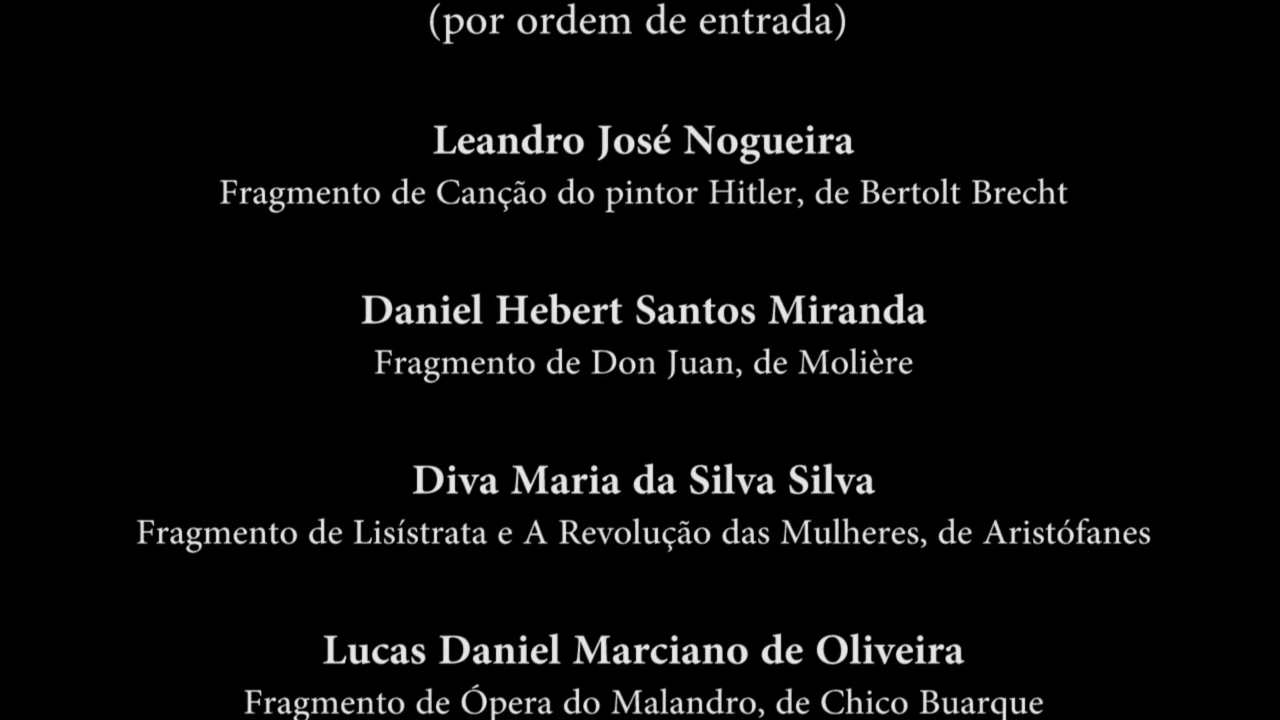 (por ordem de entrada)
Leandro José Nogueira
Fragmento de Canção do pintor Hitler, de Bertolt Brecht
Daniel Hebert Santos Miranda
Fragmento de Don Juan, de Molière
Diva Maria da Silva Silva
Fragmento de Lisístrata e A Revolução das Mulheres, de Aristófanes
Lucas Daniel Marciano de Oliveira
Fragmento de Ópera do Malandro, de Chico Buarque